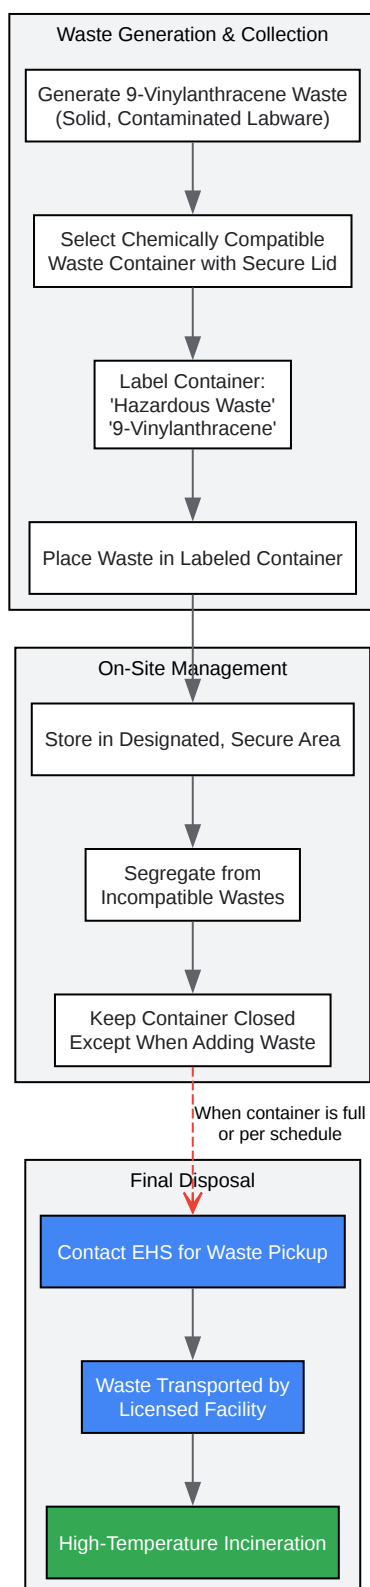 Waste Generation & Collection
Generate 9-Vinylanthracene Waste
(Solid, Contaminated Labware)
Select Chemically Compatible
Waste Container with Secure Lid
Label Container:
'Hazardous Waste'
'9-Vinylanthracene'
Place Waste in Labeled Container
On-Site Management
Store in Designated, Secure Area
Segregate from
Incompatible Wastes
Keep Container Closed
Except When Adding Waste
When container is full
or per schedule
Final Disposal
Contact EHS for Waste Pickup
Waste Transported by
Licensed Facility
High-Temperature Incineration